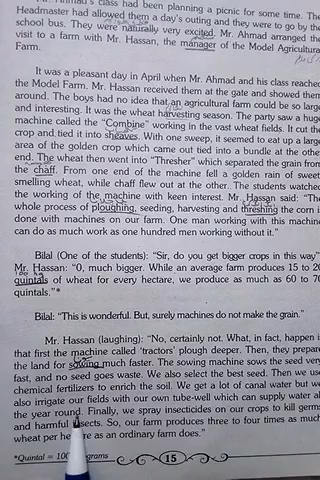 Mr. Ahmad's class had been planning a picnic for some time. The
Headmaster had allowed them a day's outing and they were to go by the
school bus. They were naturally very excited. Mr. Ahmad arranged the
visit to a farm with Mr. Hassan, the manager of the Model Agricultural
Farm.
It was a pleasant day in April when Mr. Ahmad and his class reached
the Model Farm. Mr. Hassan received them at the gate and showed them
around. The boys had no idea that an agricultural farm could be so large
and interesting. It was the wheat harvesting season. The party saw a huge
machine called the "Combine" working in the vast wheat fields. It cut the
crop and tied it into sheaves. With one sweep, it seemed to eat up a large
area of the golden crop which came out tied into a bundle at the other
end. The wheat then went into "Thresher" which separated the grain from
the chaff. From one end of the machine fell a golden rain of sweet
smelling wheat, while chaff flew out at the other. The students watched
the working of the machine with keen interest. Mr. Hassan said: "The
whole process of ploughing, seeding, harvesting and threshing the corn is
done with machines on our farm. One man working with this machine
can do as much work as one hundred men working without it."
Bilal (One of the students): "Sir, do you get bigger crops in this way"
Mr. Hassan: "O, much bigger. While an average farm produces 15 to 20
quintals of wheat for every hectare, we produce as much as 60 to 70
quintals."*
Bilal: "This is wonderful. But, surely machines do not make the grain."
Mr. Hassan (laughing): "No, certainly not. What, in fact, happen is
that first the machine called 'tractors' plough deeper. Then, they prepare
the land for sowing much faster. The sowing machine sows the seed very
fast, and no seed goes waste. We also select the best seed. Then we use
chemical fertilizers to enrich the soil. We get a lot of canal water but we
also irrigate our fields with our own tube-well which can supply water all
the year round. Finally, we spray insecticides on our crops to kill germs
and harmful insects. So, our farm produces three to four times as much
wheat per hectare as an ordinary farm does."
*Quintal = 100 grams
15